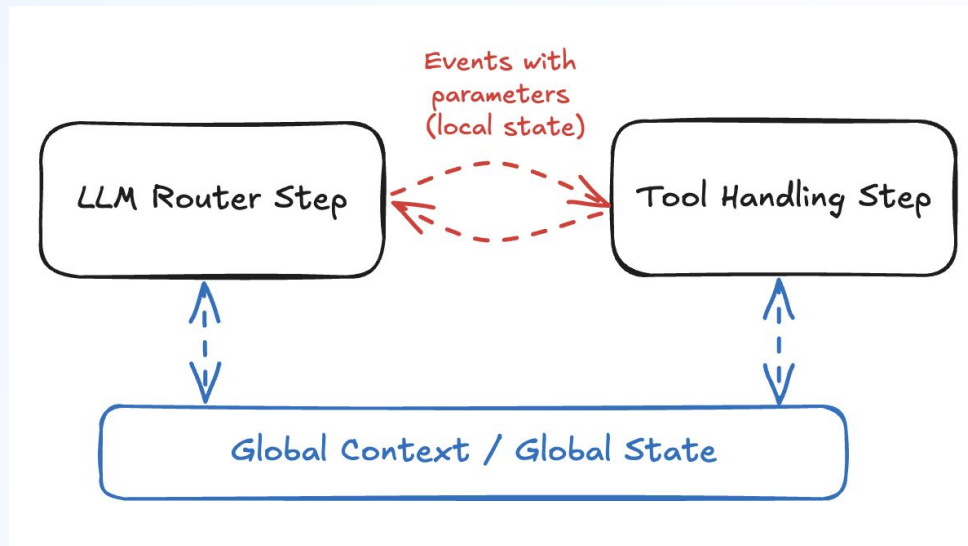 Events with
parameters
(local state)
LLM Router Step
Tool Handling Step
Global Context / Global State